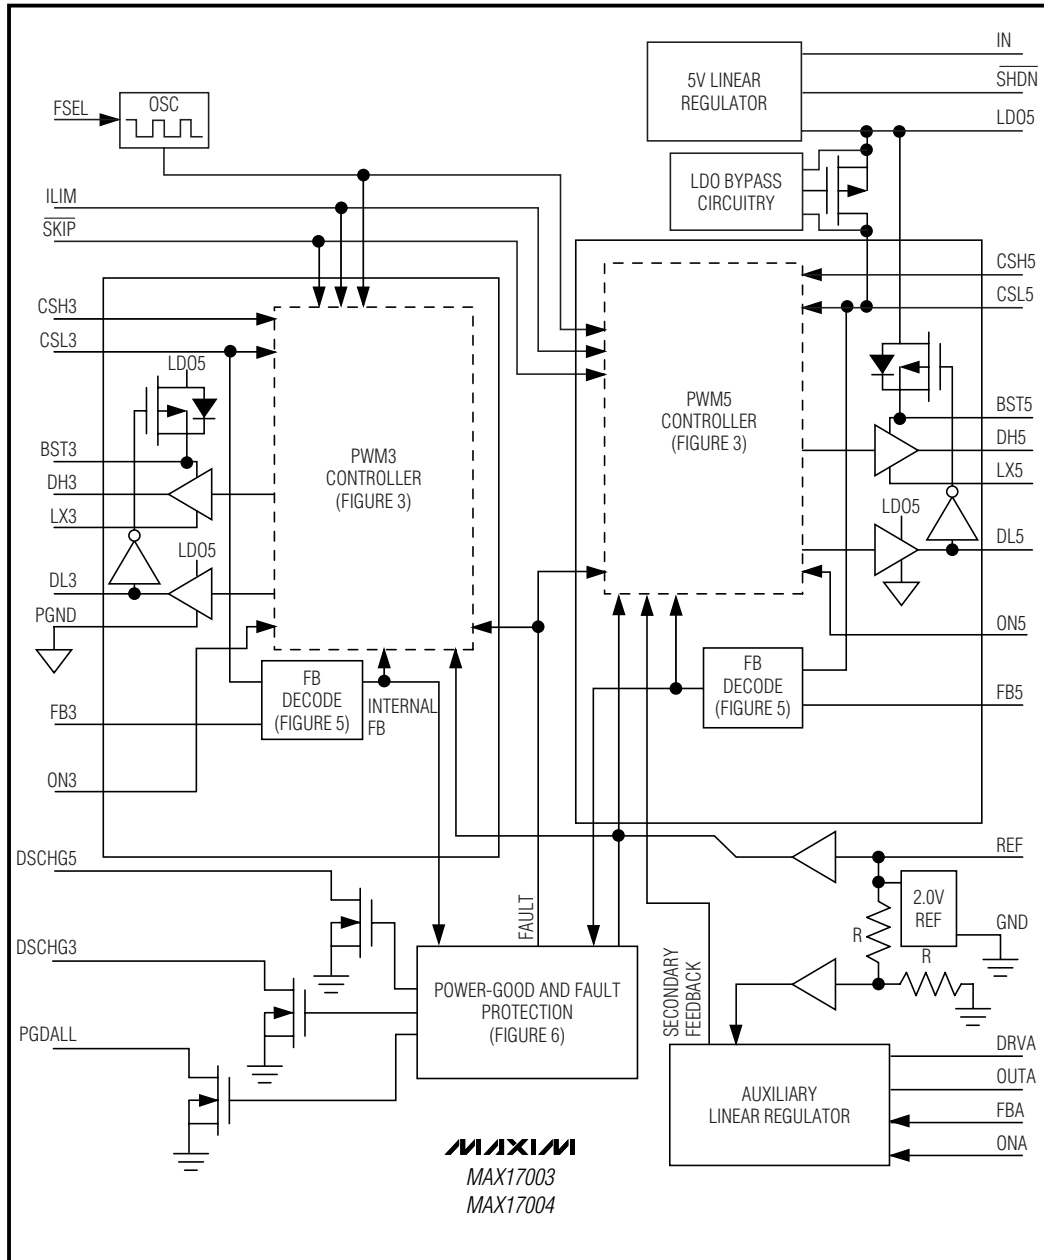 IN
5V LINEAR
REGULATOR
SHDN
LDO5
FSEL
OSC
LDO BYPASS
CIRCUITRY
ILIM
SKIP
CSH5
CSL5
CSH3
CSL3
LDO5
PWM5
CONTROLLER
(FIGURE 3)
BST5
DH5
LX5
PWM3
CONTROLLER
(FIGURE 3)
BST3
DH3
LX3
LDO5
LDO5
DL5
DL3
PGND
ON5
FB
DECODE
(FIGURE 5)
FB
DECODE
(FIGURE 5)
INTERNAL
FB
FB3
FB5
ON3
REF
DSCHG5
2.0V
REF
GND
R
R
FAULT
DSCHG3
POWER-GOOD AND FAULT
PROTECTION
(FIGURE 6)
SECONDARY
FEEDBACK
PGDALL
DRVA
OUTA
AUXILIARY
LINEAR REGULATOR
FBA
ONA
MAXIM
MAX17003
MAX17004